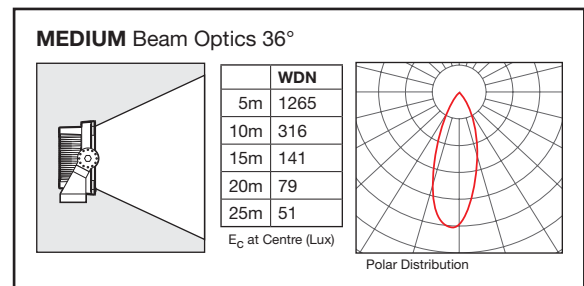 MEDIUM Beam Optics 36°
WDN
5m 1265
10m 316
15m 141
20m 79
25m 51
EC at Centre (Lux)
Polar Distribution